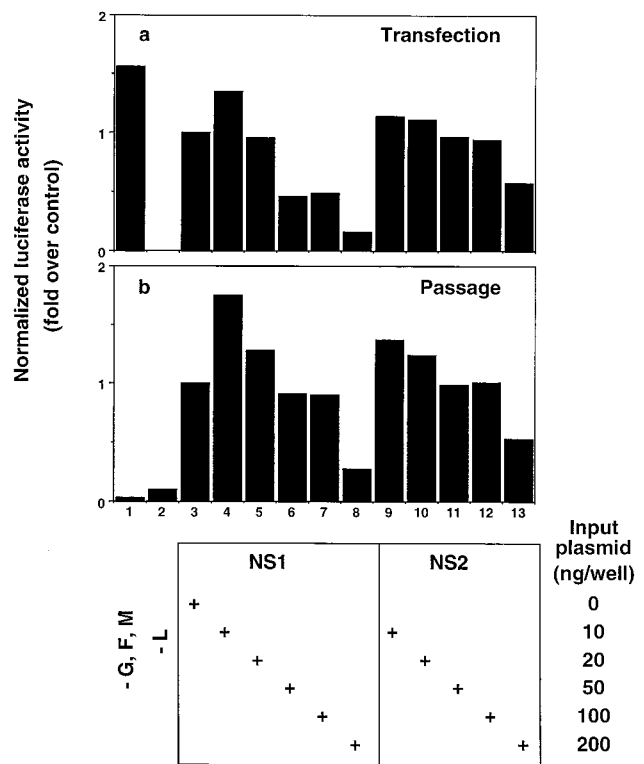 Normalized luciferase activity
(fold over control)
2
a
Transfection
1
0
2
b
Passage
1
0
1 2 3 4 5 6 7 8 9 10 11 12 13
Input
plasmid
(ng/well)
NS1
NS2
- G, F, M
- L
+ 0
+ + 10
+ + 20
+ + 50
+ + 100
+ + 200